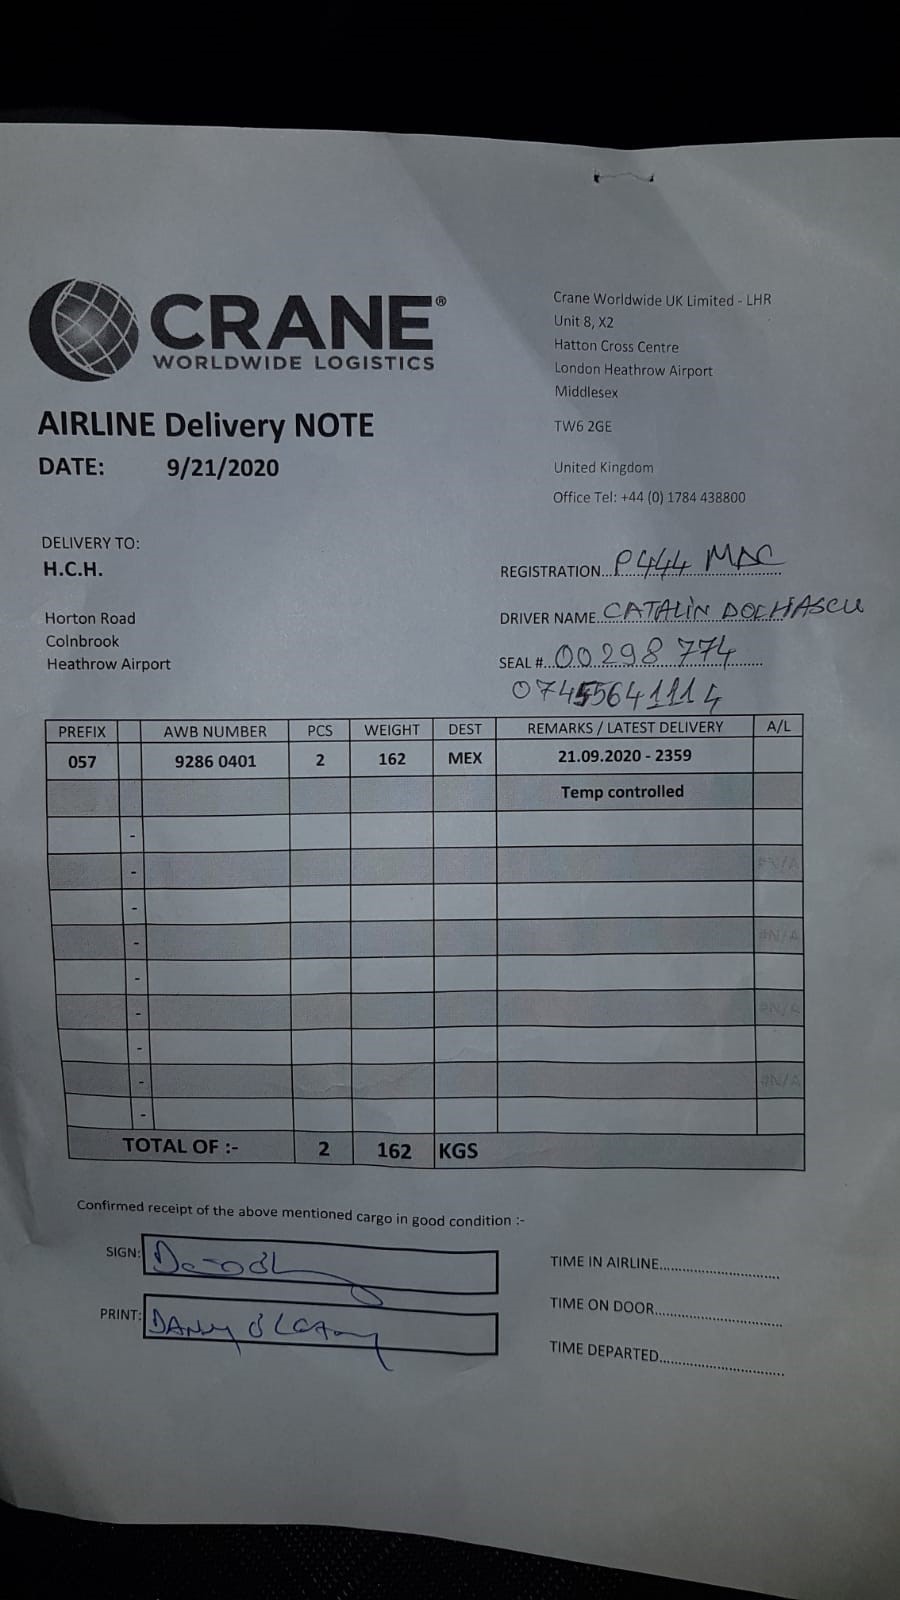 CRANE®
WORLDWIDE LOGISTICS
Crane Worldwide UK Limited - LHR
Unit 8, X2
Hatton Cross Centre
London Heathrow Airport
Middlesex
TW6 2GE
United Kingdom
Office Tel: +44 (0) 1784 438800
AIRLINE Delivery NOTE
DATE: 9/21/2020
DELIVERY TO:
H.C.H.
Horton Road
Colnbrook
Heathrow Airport
REGISTRATION...P444 MAC
DRIVER NAME...CATALIN
SEAL #...00298 774
07455641114
PREFIX AWB NUMBER PCS WEIGHT DEST REMARKS / LATEST DELIVERY A/L
057 9286 0401 2 162 MEX 21.09.2020 - 2359
Temp controlled
-
- #N/A
-
- #N/A
-
- #N/A
-
- #N/A
-
TOTAL OF :- 2 162 KGS
Confirmed receipt of the above mentioned cargo in good condition :-
SIGN:
PRINT: DANNY O'LEARY
TIME IN AIRLINE...............................
TIME ON DOOR...............................
TIME DEPARTED...............................